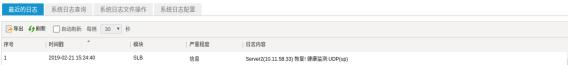 最近的日志 系统日志查询 系统日志文件操作 系统日志配置
导出 刷新 自动刷新 每隔 30 秒
序号 时间戳 模块 严重程度 日志内容
1 2019-02-21 15:24:40 SLB 信息 Server2(10.11.58.33) 恢复! 健康监测:UDP(up)